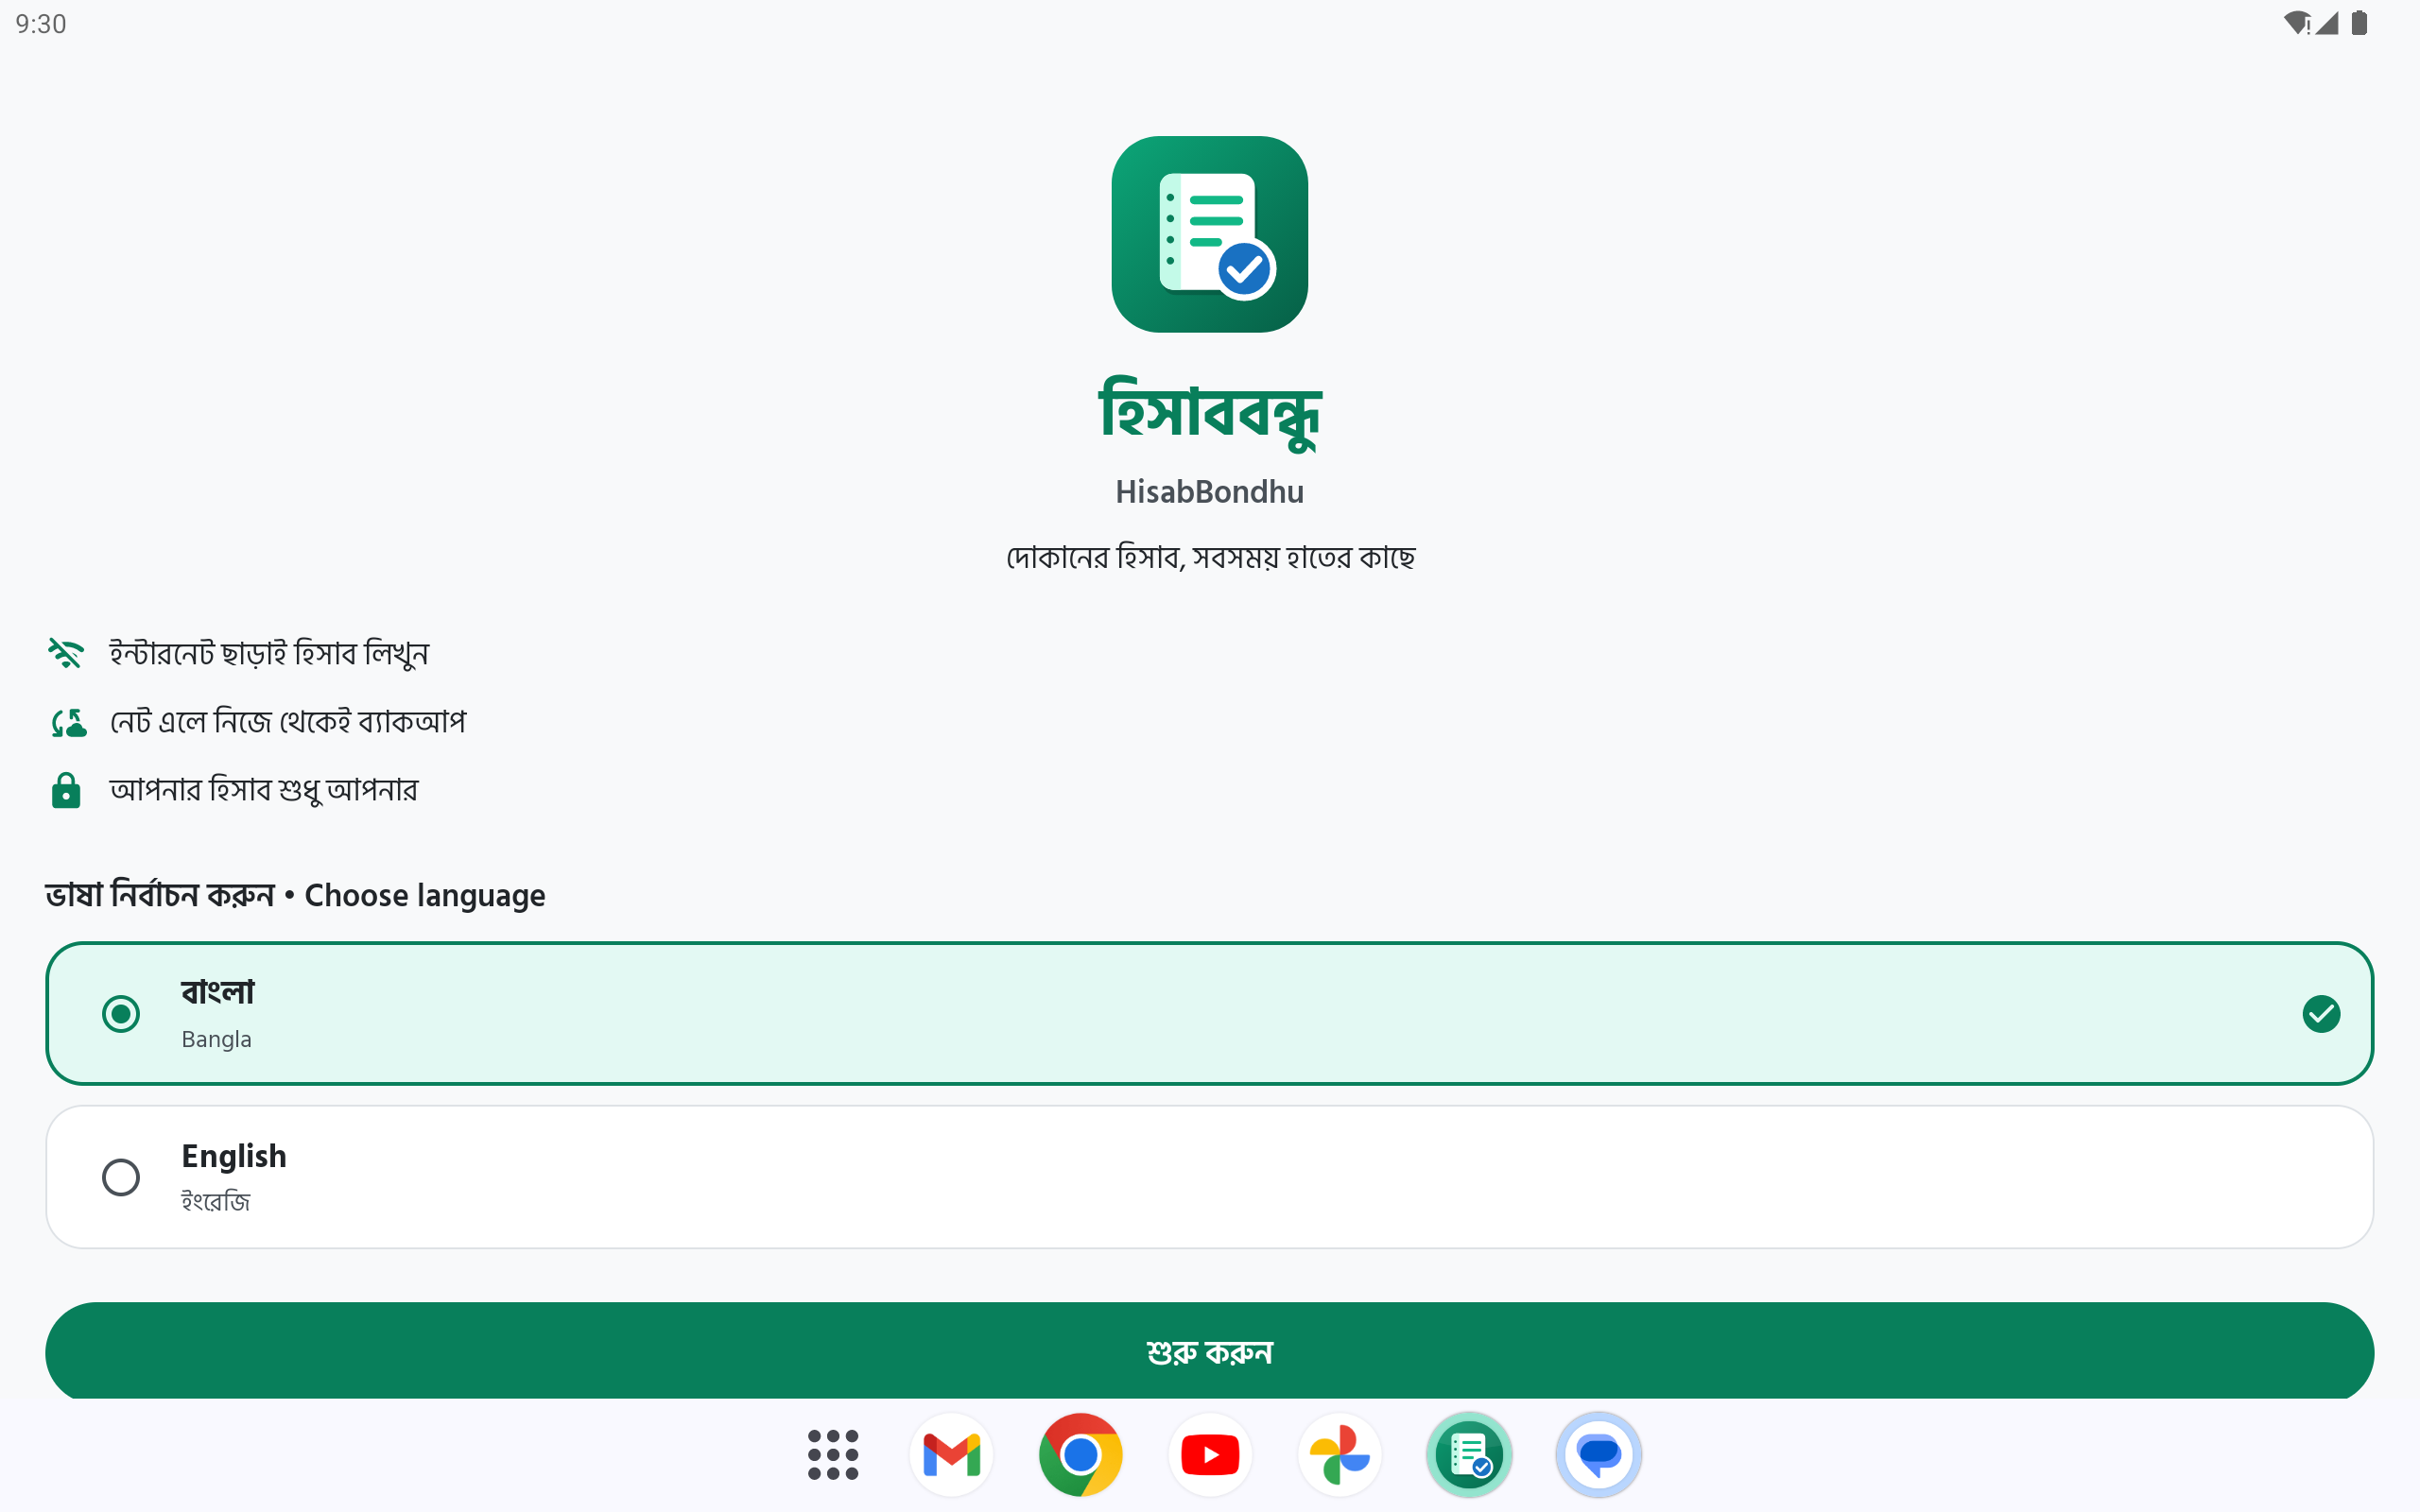 9:30
হিসাববন্ধু
HisabBondhu
দোকানের হিসাব, সবসময় হাতের কাছে
ইন্টারনেট ছাড়াই হিসাব লিখুন
নেট এলে নিজে থেকেই ব্যাকআপ
আপনার হিসাব শুধু আপনার
ভাষা নির্বাচন করুন • Choose language
বাংলা
Bangla
English
ইংরেজি
শুরু করুন